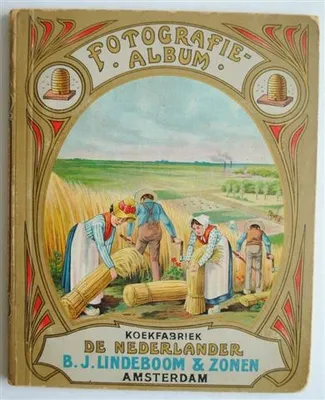 FOTOGRAFIE-
ALBUM.
KOEKFABRIEK
DE NEDERLANDER
B.J. LINDEBOOM & ZONEN
AMSTERDAM